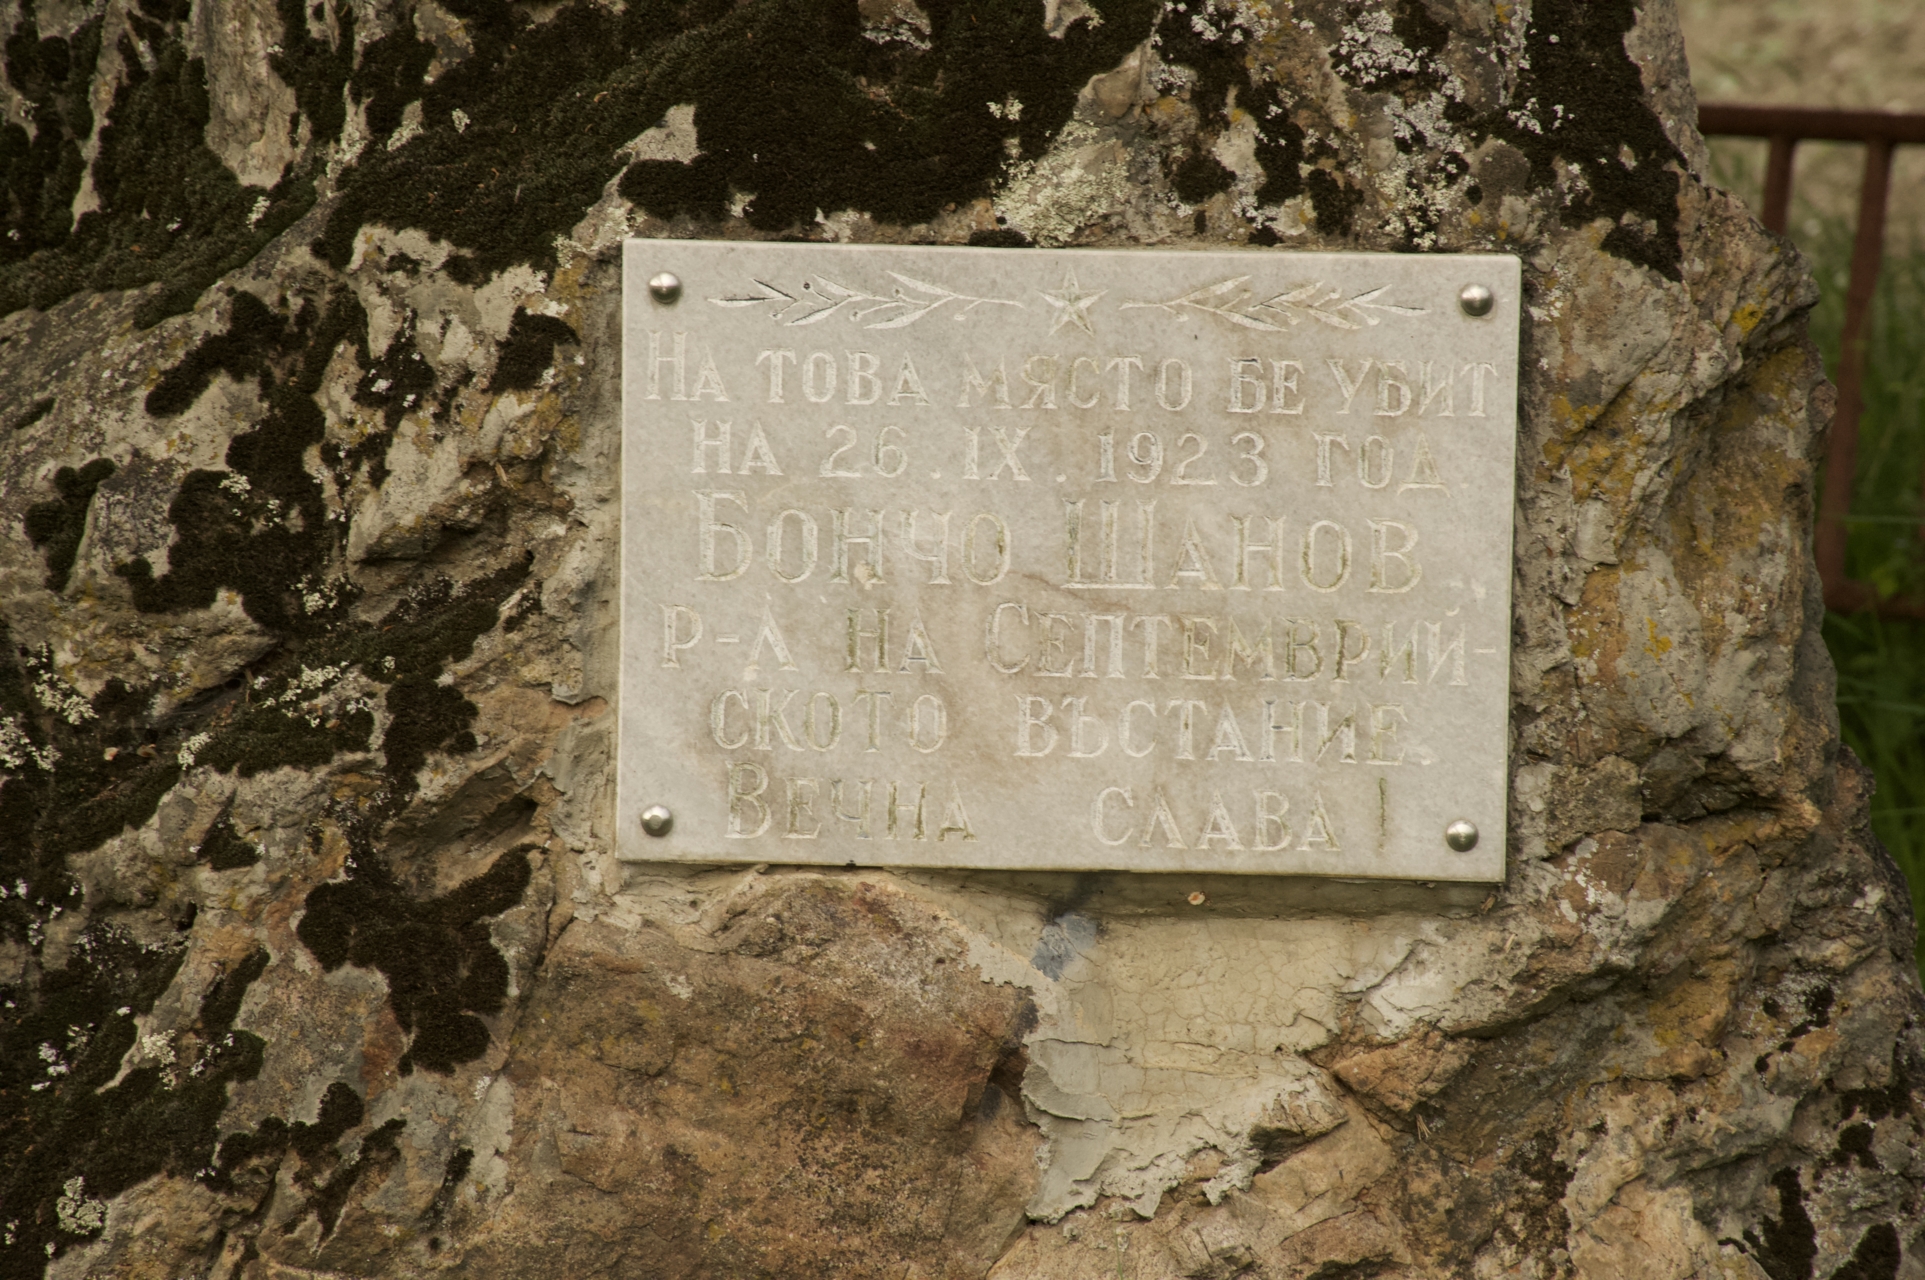 На това място бе убит
на 26. IX. 1923 год.
Бончо Шанов
р-л на Септемврий-
ското въстание.
Вечна слава!